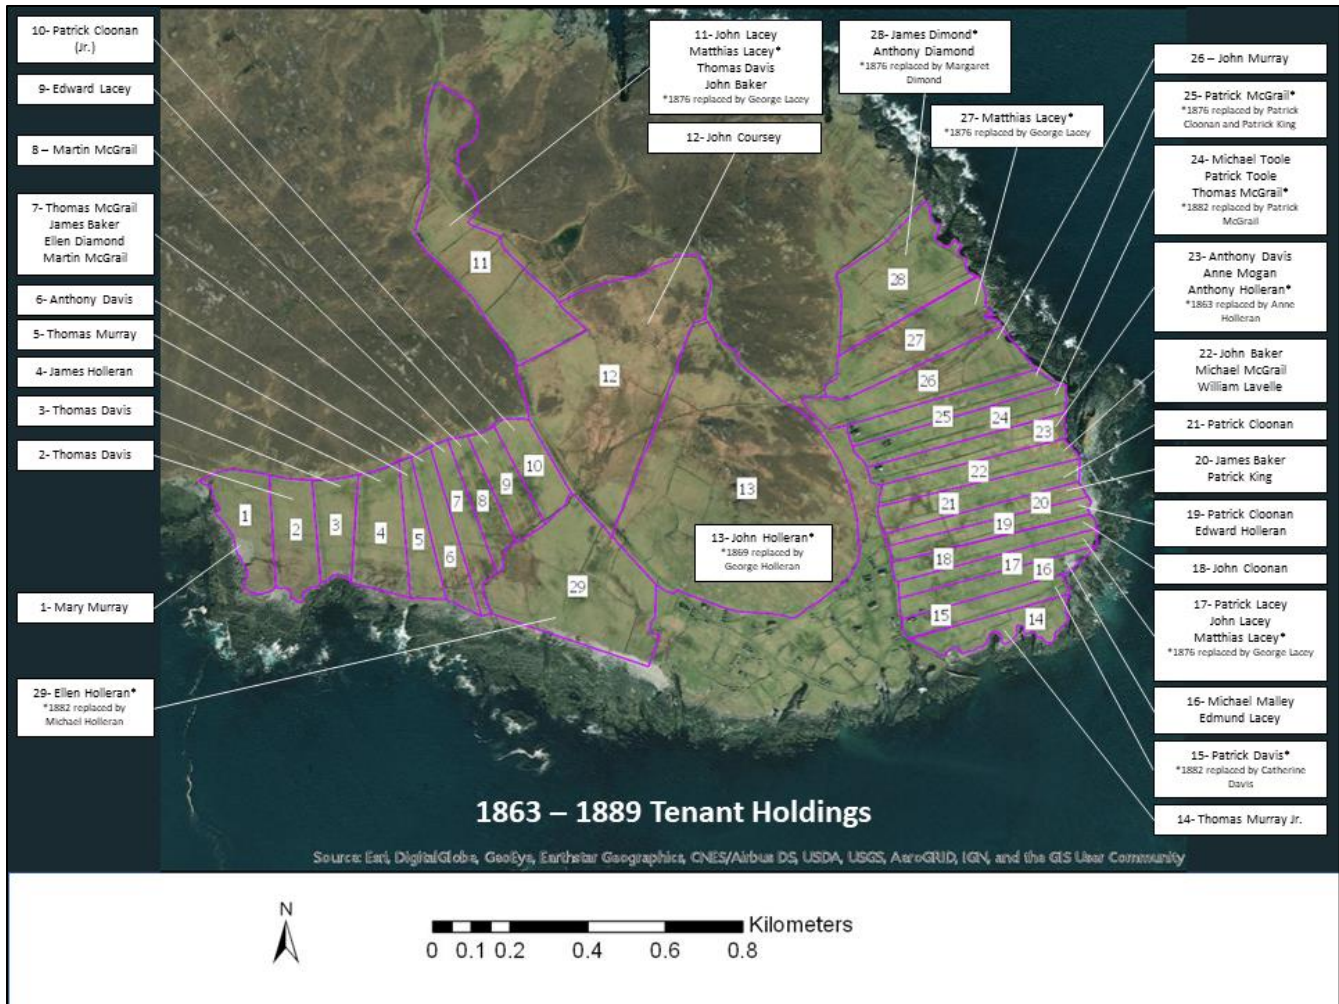 10- Patrick Cloonan
(Jr.)
9- Edward Lacey
8 – Martin McGrail
7- Thomas McGrail
James Baker
Ellen Diamond
Martin McGrail
6- Anthony Davis
5- Thomas Murray
4- James Holleran
3- Thomas Davis
2- Thomas Davis
1- Mary Murray
29- Ellen Holleran*
*1882 replaced by
Michael Holleran
11- John Lacey
Matthias Lacey*
Thomas Davis
John Baker
*1876 replaced by George Lacey
12- John Coursey
28- James Dimond*
Anthony Diamond
*1876 replaced by Margaret
Dimond
27- Matthias Lacey*
*1876 replaced by George Lacey
13- John Holleran*
*1869 replaced by
George Holleran
26 – John Murray
25- Patrick McGrail*
*1876 replaced by Patrick
Cloonan and Patrick King
24- Michael Toole
Patrick Toole
Thomas McGrail*
*1882 replaced by Patrick
McGrail
23- Anthony Davis
Anne Mogan
Anthony Holleran*
*1863 replaced by Anne
Holleran
22- John Baker
Michael McGrail
William Lavelle
21- Patrick Cloonan
20- James Baker
Patrick King
19- Patrick Cloonan
Edward Holleran
18- John Cloonan
17- Patrick Lacey
John Lacey
Matthias Lacey*
*1876 replaced by George Lacey
16- Michael Malley
Edmund Lacey
15- Patrick Davis*
*1882 replaced by Catherine
Davis
14- Thomas Murray Jr.
1
2
3
4
5
6
7
8
9
10
11
12
13
14
15
16
17
18
19
20
21
22
23
24
25
26
27
28
29
1863 – 1889 Tenant Holdings
Source: Esri, DigitalGlobe, GeoEye, Earthstar Geographics, CNES/Airbus DS, USDA, USGS, AeroGRID, IGN, and the GIS User Community
N
Kilometers
0 0.1 0.2 0.4 0.6 0.8